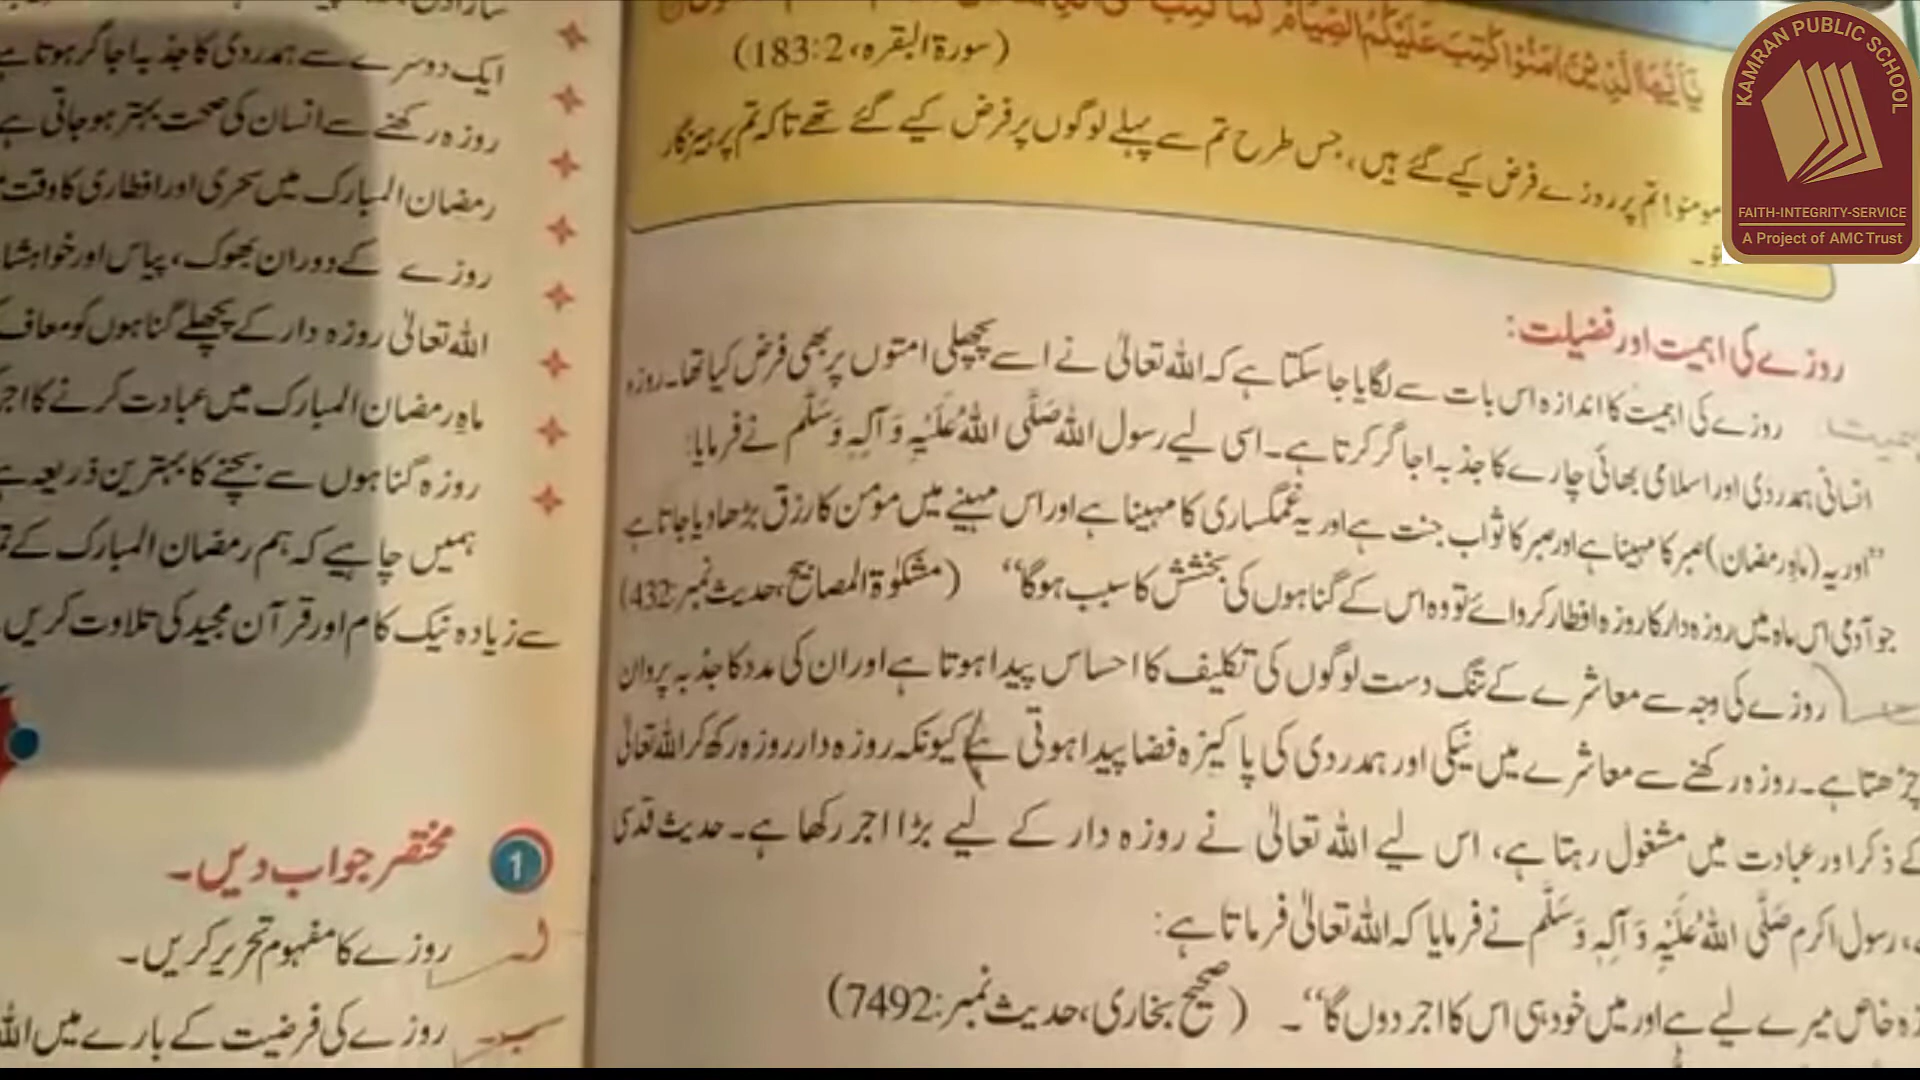 یٰۤاَیُّهَا الَّذِیْنَ اٰمَنُوْا كُتِبَ عَلَیْكُمُ الصِّیَامُ كَمَا كُتِبَ
(سورۃ البقرہ، 2:183)
مومنو! تم پر روزے فرض کیے گئے ہیں، جس طرح تم سے پہلے لوگوں پر فرض کیے گئے تھے تاکہ تم پرہیزگار
روزے کی اہمیت اور فضیلت:
روزے کی اہمیت کا اندازہ اس بات سے لگایا جا سکتا ہے کہ اللہ تعالیٰ نے اسے پچھلی امتوں پر بھی فرض کیا تھا۔ روزہ
انسانی ہمدردی اور اسلامی بھائی چارے کا جذبہ اجاگر کرتا ہے۔ اسی لیے رسول اللہ صَلَّی اللهُ عَلَیْهِ وَ آلِهٖ وَسَلَّم نے فرمایا:
”اور یہ (ماہِ رمضان) صبر کا مہینا ہے اور صبر کا ثواب جنت ہے اور یہ غمگساری کا مہینا ہے اور اس مہینے میں مؤمن کا رزق بڑھا دیا جاتا ہے
جو آدمی اس ماہ میں روزہ دار کا روزہ افطار کروائے تو وہ اس کے گناہوں کی بخشش کا سبب ہوگا“ (مشکوٰۃ المصابیح، حدیث نمبر: 432)
روزے کی وجہ سے معاشرے کے تنگ دست لوگوں کی تکلیف کا احساس پیدا ہوتا ہے اور ان کی مدد کا جذبہ پروان
چڑھتا ہے۔ روزہ رکھنے سے معاشرے میں نیکی اور ہمدردی کی پاکیزہ فضا پیدا ہوتی ہے کیونکہ روزہ دار روزہ رکھ کر اللہ تعالیٰ
کے ذکر اور عبادت میں مشغول رہتا ہے، اس لیے اللہ تعالیٰ نے روزہ دار کے لیے بڑا اجر رکھا ہے۔ حدیث قدسی
رسول اکرم صَلَّی اللهُ عَلَیْهِ وَ آلِهٖ وَسَلَّم نے فرمایا کہ اللہ تعالیٰ فرماتا ہے:
خاص میرے لیے ہے اور میں خود ہی اس کا اجر دوں گا“۔ (صحیح بخاری، حدیث نمبر: 7492)
ایک دوسرے سے ہمدردی کا جذبہ اجاگر ہوتا ہے
روزہ رکھنے سے انسان کی صحت بہتر ہو جاتی ہے
رمضان المبارک میں سحری اور افطاری کا وقت
روزے کے دوران بھوک، پیاس اور
اللہ تعالیٰ روزہ دار کے پچھلے گناہوں کو معاف
ماہِ رمضان المبارک میں عبادت کرنے کا اجر
روزہ گناہوں سے بچنے کا بہترین ذریعہ ہے
ہمیں چاہیے کہ ہم رمضان المبارک کے
سے زیادہ نیک کام اور قرآن مجید کی تلاوت کریں
1 مختصر جواب دیں۔
ا۔ روزے کا مفہوم تحریر کریں۔
ب۔ روزے کی فرضیت کے بارے میں
KAMRAN PUBLIC SCHOOL
FAITH-INTEGRITY-SERVICE
A Project of AMC Trust